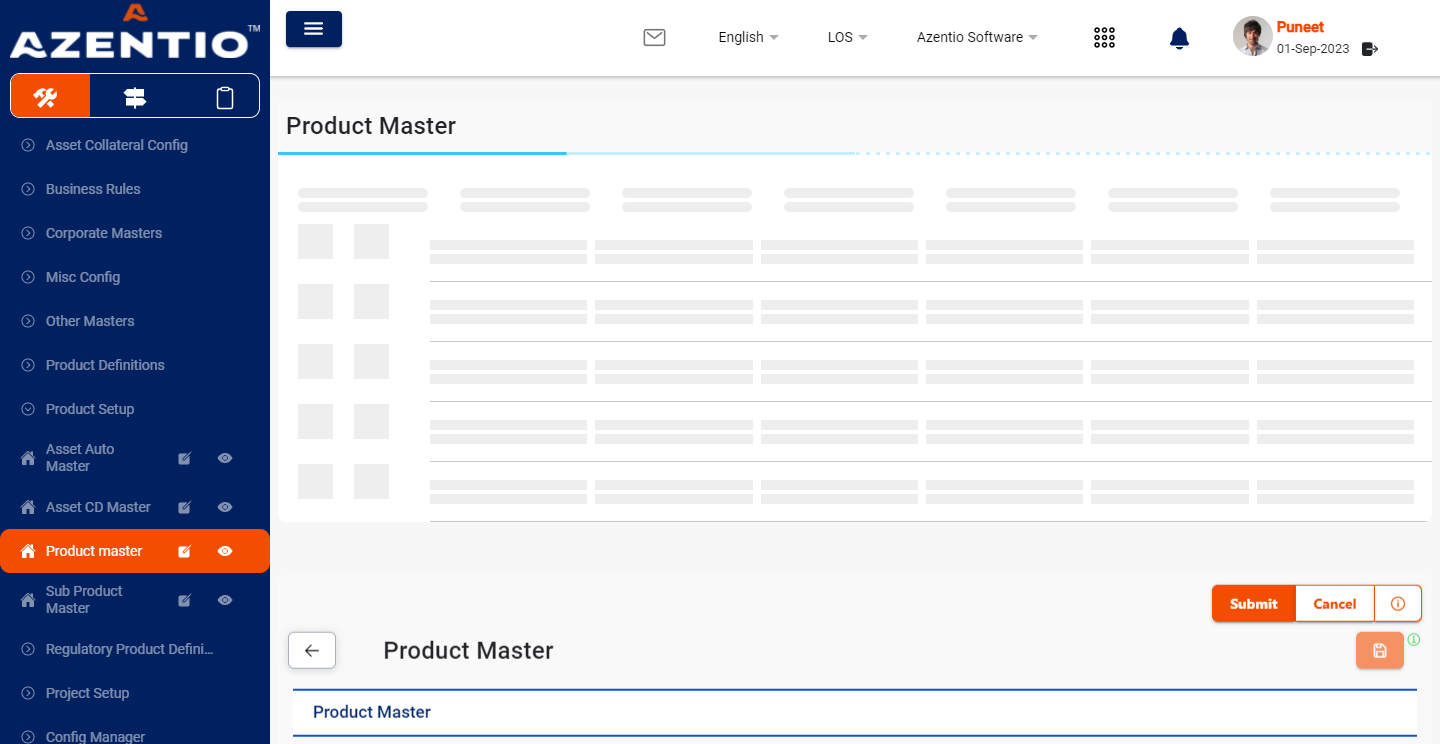 AZENTIO™
English
LOS
Azentio Software
Puneet
01-Sep-2023
Asset Collateral Config
Business Rules
Corporate Masters
Misc Config
Other Masters
Product Definitions
Product Setup
Asset Auto
Master
Asset CD Master
Product master
Sub Product
Master
Regulatory Product Defini...
Project Setup
Config Manager
Product Master
Submit
Cancel
Product Master
Product Master